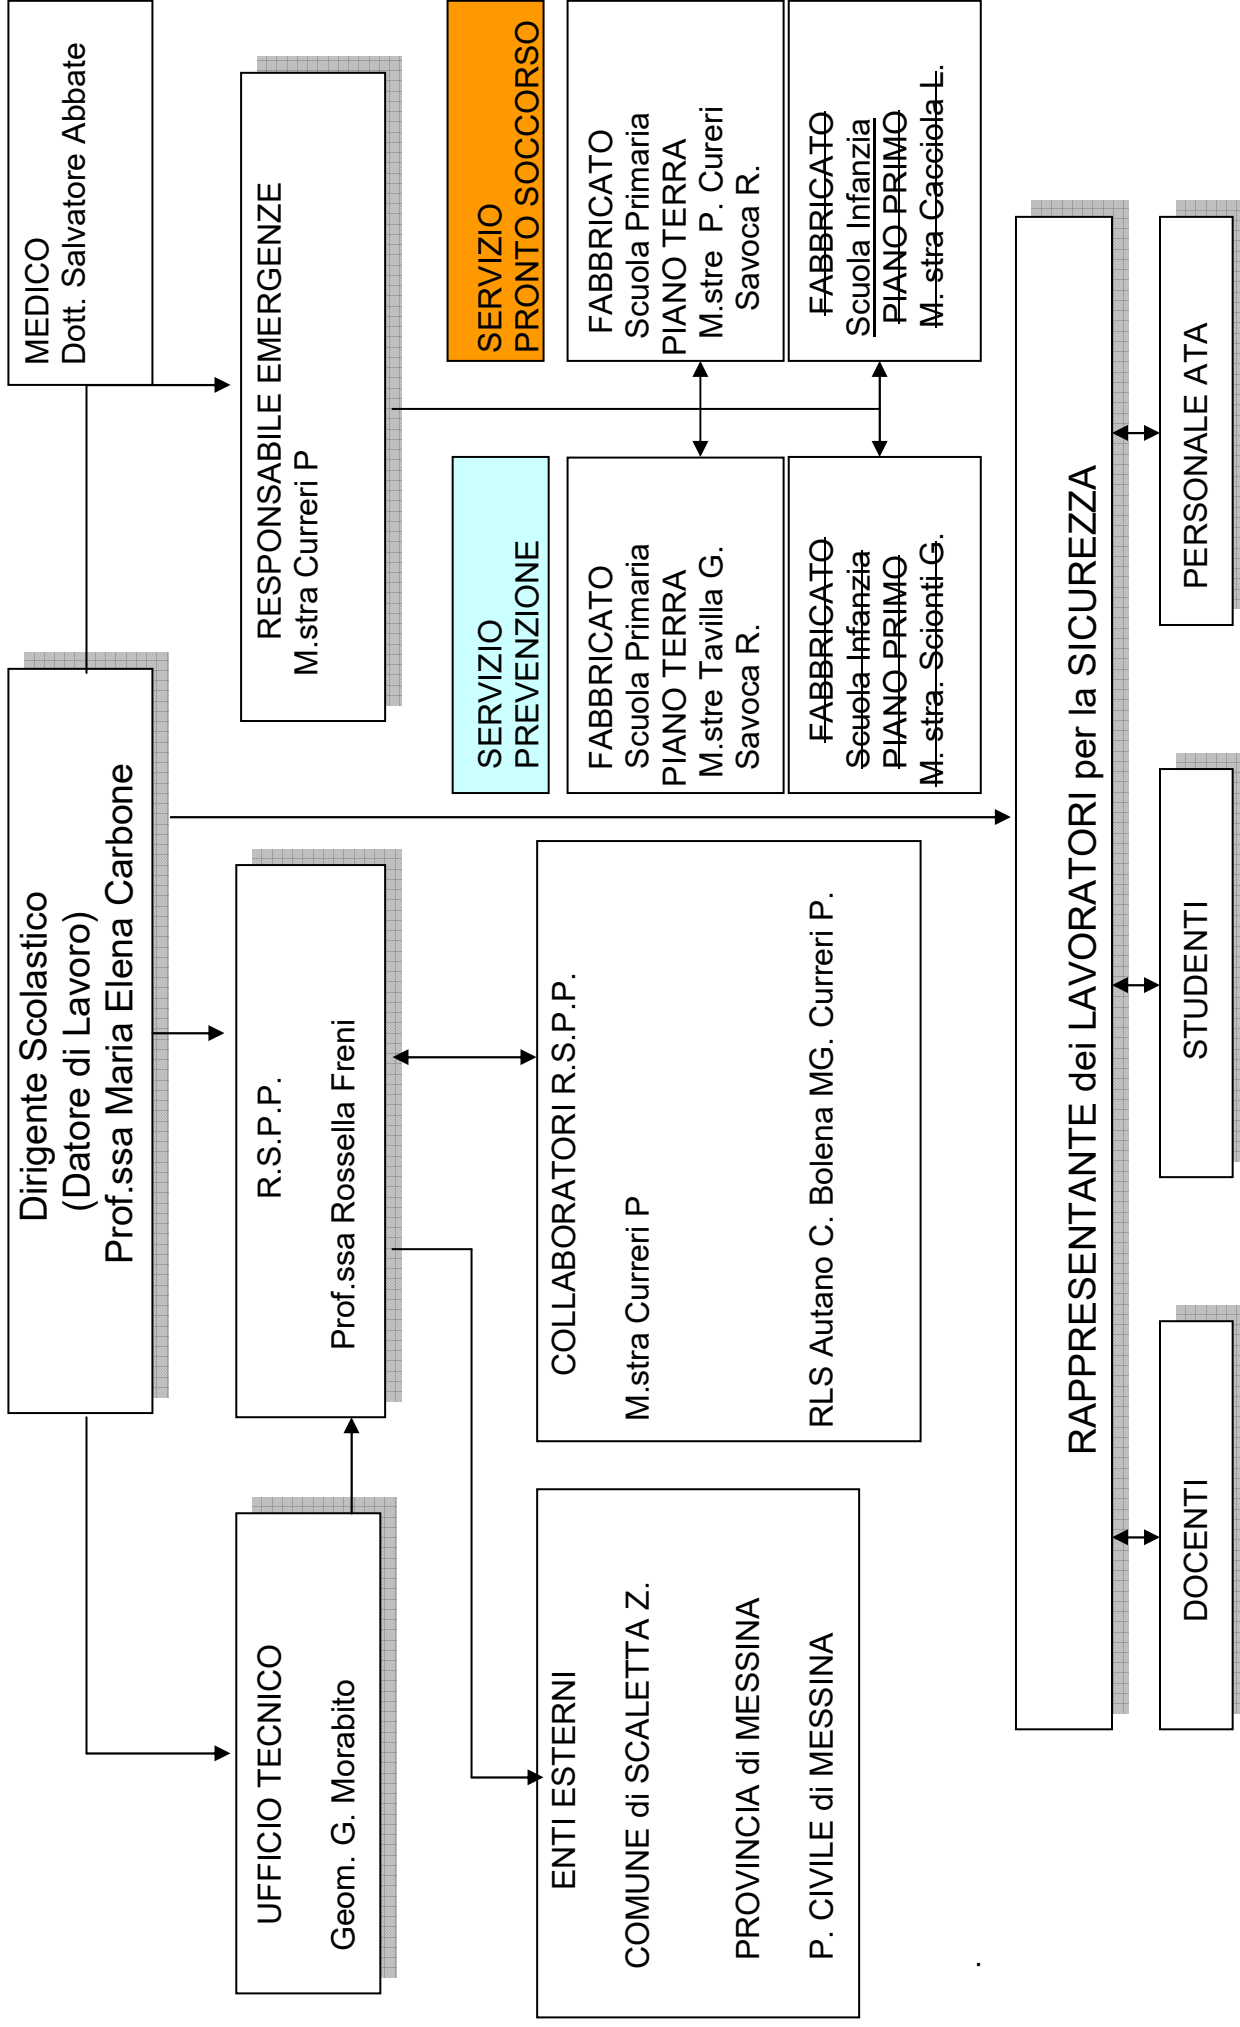 Dirigente Scolastico
(Datore di Lavoro)
Prof.ssa Maria Elena Carbone
MEDICO
Dott. Salvatore Abbate
UFFICIO TECNICO
Geom. G. Morabito
R.S.P.P.
Prof.ssa Rossella Freni
RESPONSABILE EMERGENZE
M.stra Curreri P
ENTI ESTERNI
COMUNE di SCALETTA Z.
PROVINCIA di MESSINA
P. CIVILE di MESSINA
COLLABORATORI R.S.P.P.
M.stra Curreri P
RLS Autano C. Bolena MG. Curreri P.
SERVIZIO
PREVENZIONE
FABBRICATO
Scuola Primaria
PIANO TERRA
M.stre Tavilla G.
Savoca R.
FABBRICATO
Scuola Infanzia
PIANO PRIMO
M. stra. Scionti G.
SERVIZIO
PRONTO SOCCORSO
FABBRICATO
Scuola Primaria
PIANO TERRA
M.stre P. Cureri
Savoca R.
FABBRICATO
Scuola Infanzia
PIANO PRIMO
M. stra Cacciola L.
.
RAPPRESENTANTE dei LAVORATORI per la SICUREZZA
DOCENTI
STUDENTI
PERSONALE ATA